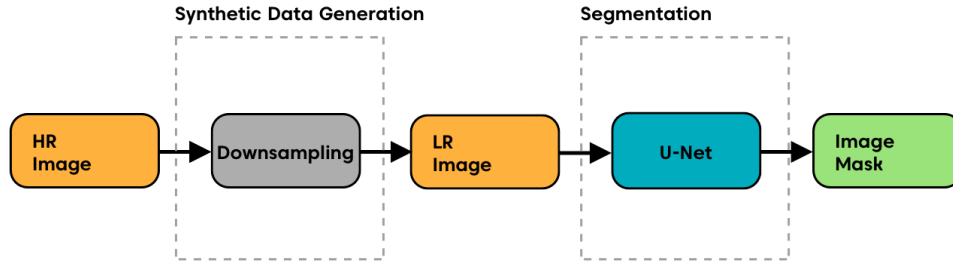 Synthetic Data Generation
Segmentation
HR
Image
Downsampling
LR
Image
U-Net
Image
Mask